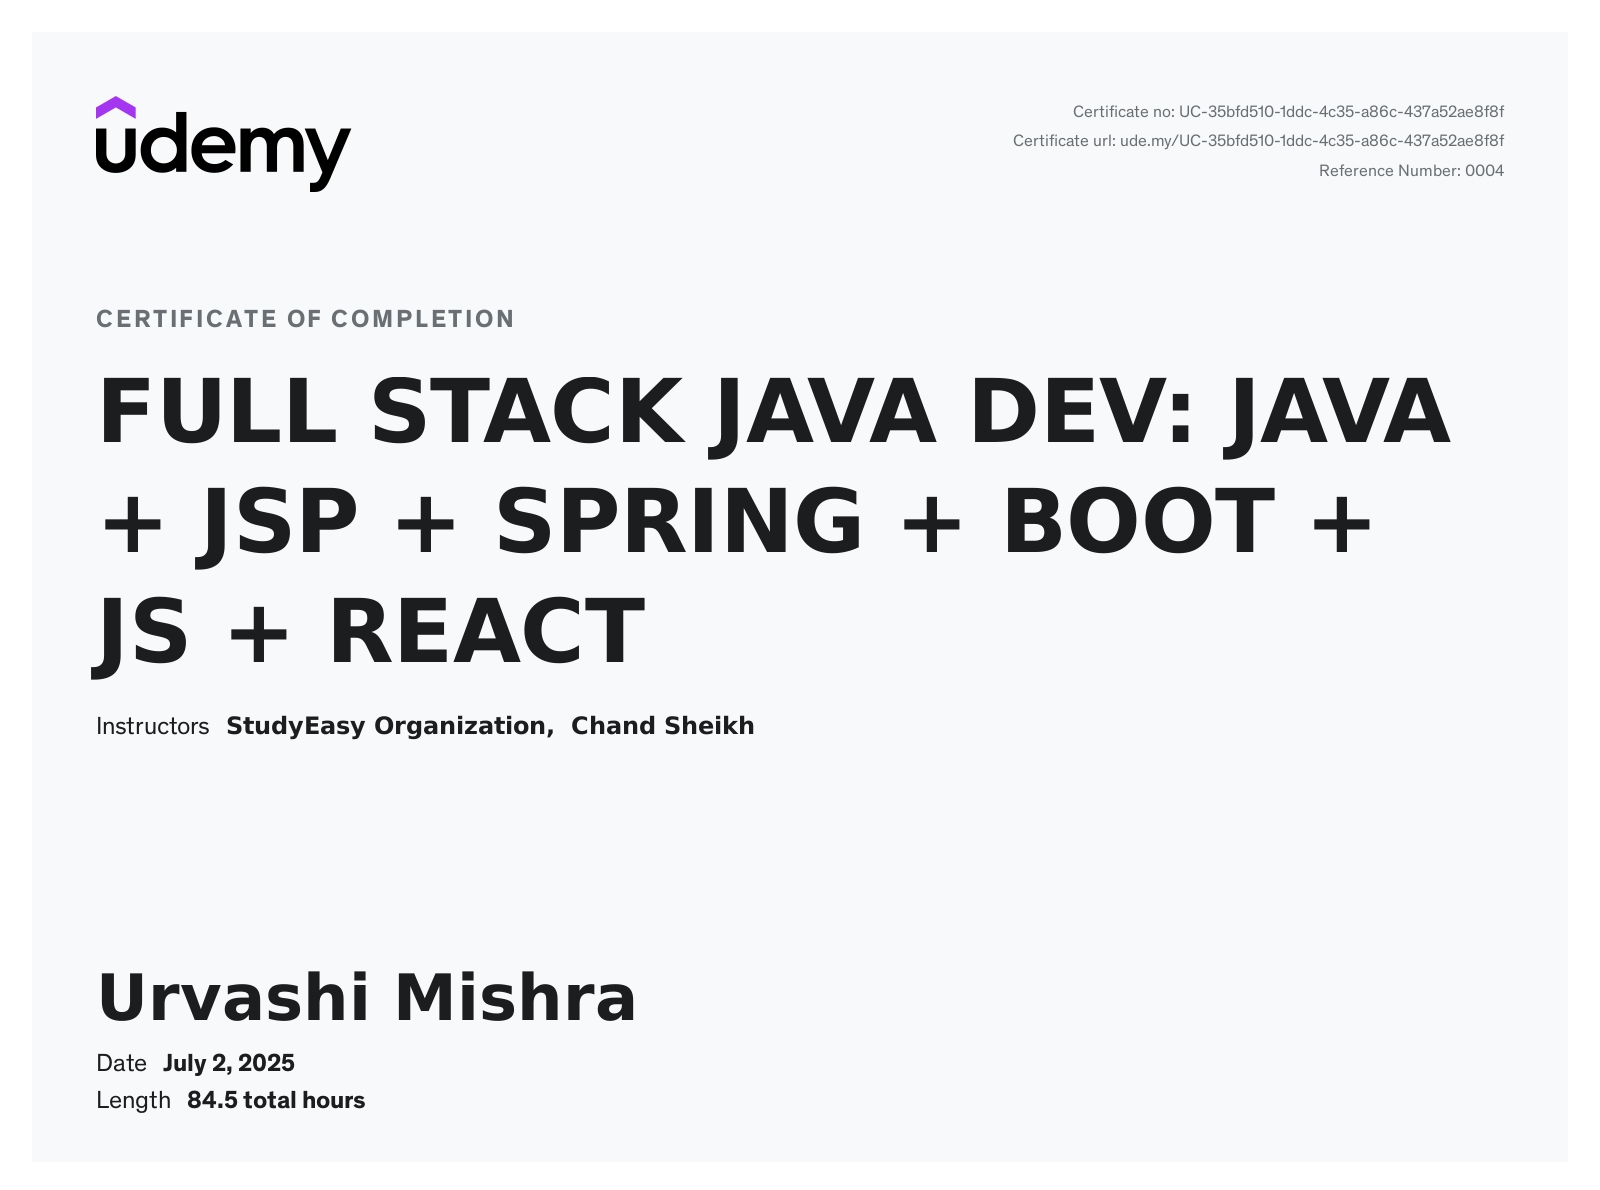 udemy
Certificate no: UC-35bfd510-1ddc-4c35-a86c-437a52ae8f8f
Certificate url: ude.my/UC-35bfd510-1ddc-4c35-a86c-437a52ae8f8f
Reference Number: 0004
CERTIFICATE OF COMPLETION
FULL STACK JAVA DEV: JAVA
+ JSP + SPRING + BOOT +
JS + REACT
Instructors StudyEasy Organization, Chand Sheikh
Urvashi Mishra
Date July 2, 2025
Length 84.5 total hours